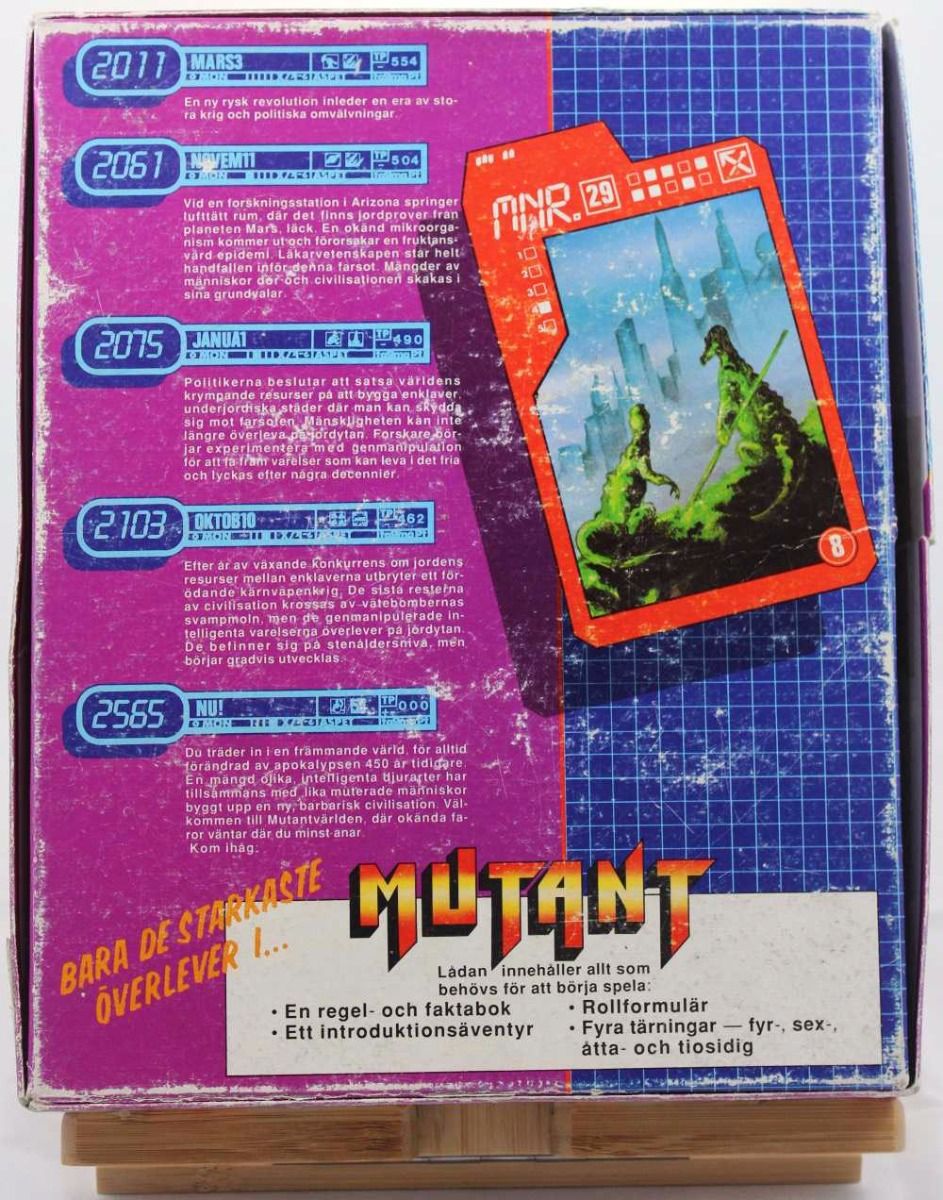 2011 MARS3 TP 554
En ny rysk revolution inleder en era av sto-
ra krig och politiska omvälvningar.
2061 NOVEM11 TP 504
Vid en forskningsstation i Arizona springer
lufttätt rum, där det finns jordprover från
planeten Mars, läck. En okänd mikroorga-
nism kommer ut och förorsakar en fruktans-
värd epidemi. Läkarvetenskapen står helt
handfallen inför denna farsot. Mängder av
människor dör och civilisationen skakas i
sina grundvalar.
2075 JANUA1 TP 490
Politikerna beslutar att satsa världens
krympande resurser på att bygga enklaver,
underjordiska städer där man kan skydda
sig mot farsoten. Mänskligheten kan inte
längre överleva på jordytan. Forskare bör-
jar experimentera med genmanipulation
för att få fram varelser som kan leva i det fria
och lyckas efter några decennier.
2103 OKTOB10 TP 362
Efter år av växande konkurrens om jordens
resurser mellan enklaverna utbryter ett för-
ödande kärnvapenkrig. De sista resterna
av civilisation krossas av vätebombernas
svampmoln, men de genmanipulerade in-
telligenta varelserna överlever på jordytan.
De befinner sig på stenåldersnivå, men
börjar gradvis utvecklas.
2565 NU! TP 000
Du träder in i en främmande värld, för alltid
förändrad av apokalypsen 450 år tidigare.
En mängd olika, intelligenta djurarter har
tillsammans med lika muterade människor
byggt upp en ny, barbarisk civilisation. Väl-
kommen till Mutantvärlden, där okända fa-
ror väntar där du minst anar.
Kom ihåg:
MNR. 29
1
2
3
4
5
8
BARA DE STARKASTE
ÖVERLEVER I...
MUTANT
Lådan innehåller allt som
behövs för att börja spela:
• En regel- och faktabok
• Ett introduktionsäventyr
• Rollformulär
• Fyra tärningar — fyr-, sex-,
åtta- och tiosidig